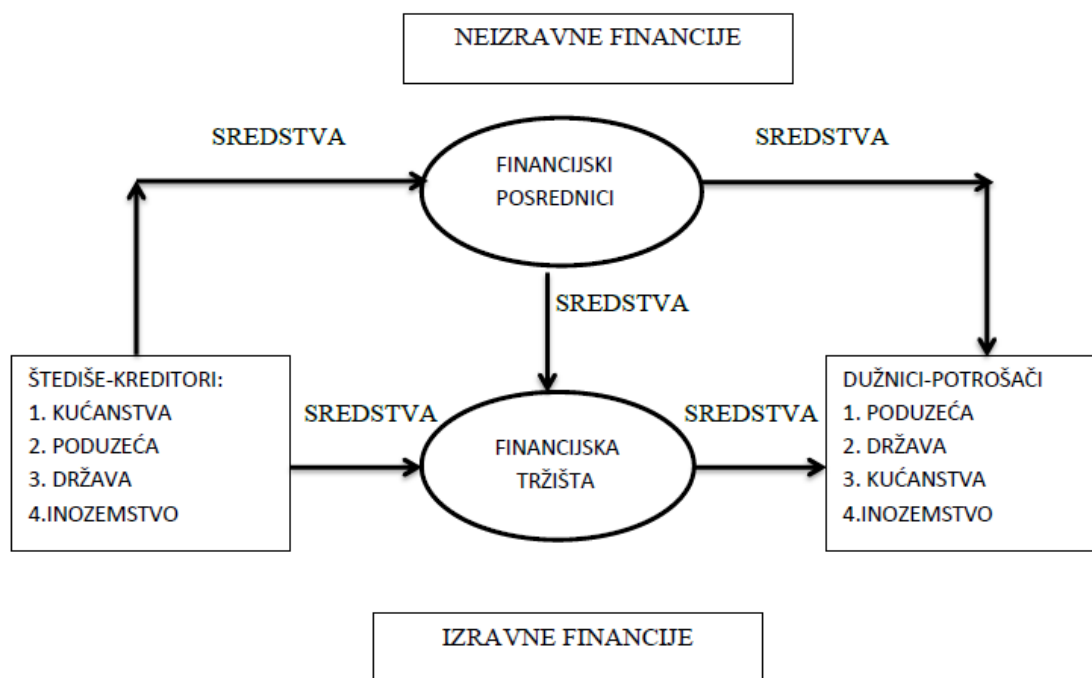 NEIZRAVNE FINANCIJE
SREDSTVA
FINANCIJSKI
POSREDNICI
SREDSTVA
SREDSTVA
ŠTEDIŠE-KREDITORI:
1. KUĆANSTVA
2. PODUZEĆA
3. DRŽAVA
4.INOZEMSTVO
SREDSTVA
FINANCIJSKA
TRŽIŠTA
SREDSTVA
DUŽNICI-POTROŠAČI
1. PODUZEĆA
2. DRŽAVA
3. KUĆANSTVA
4.INOZEMSTVO
IZRAVNE FINANCIJE